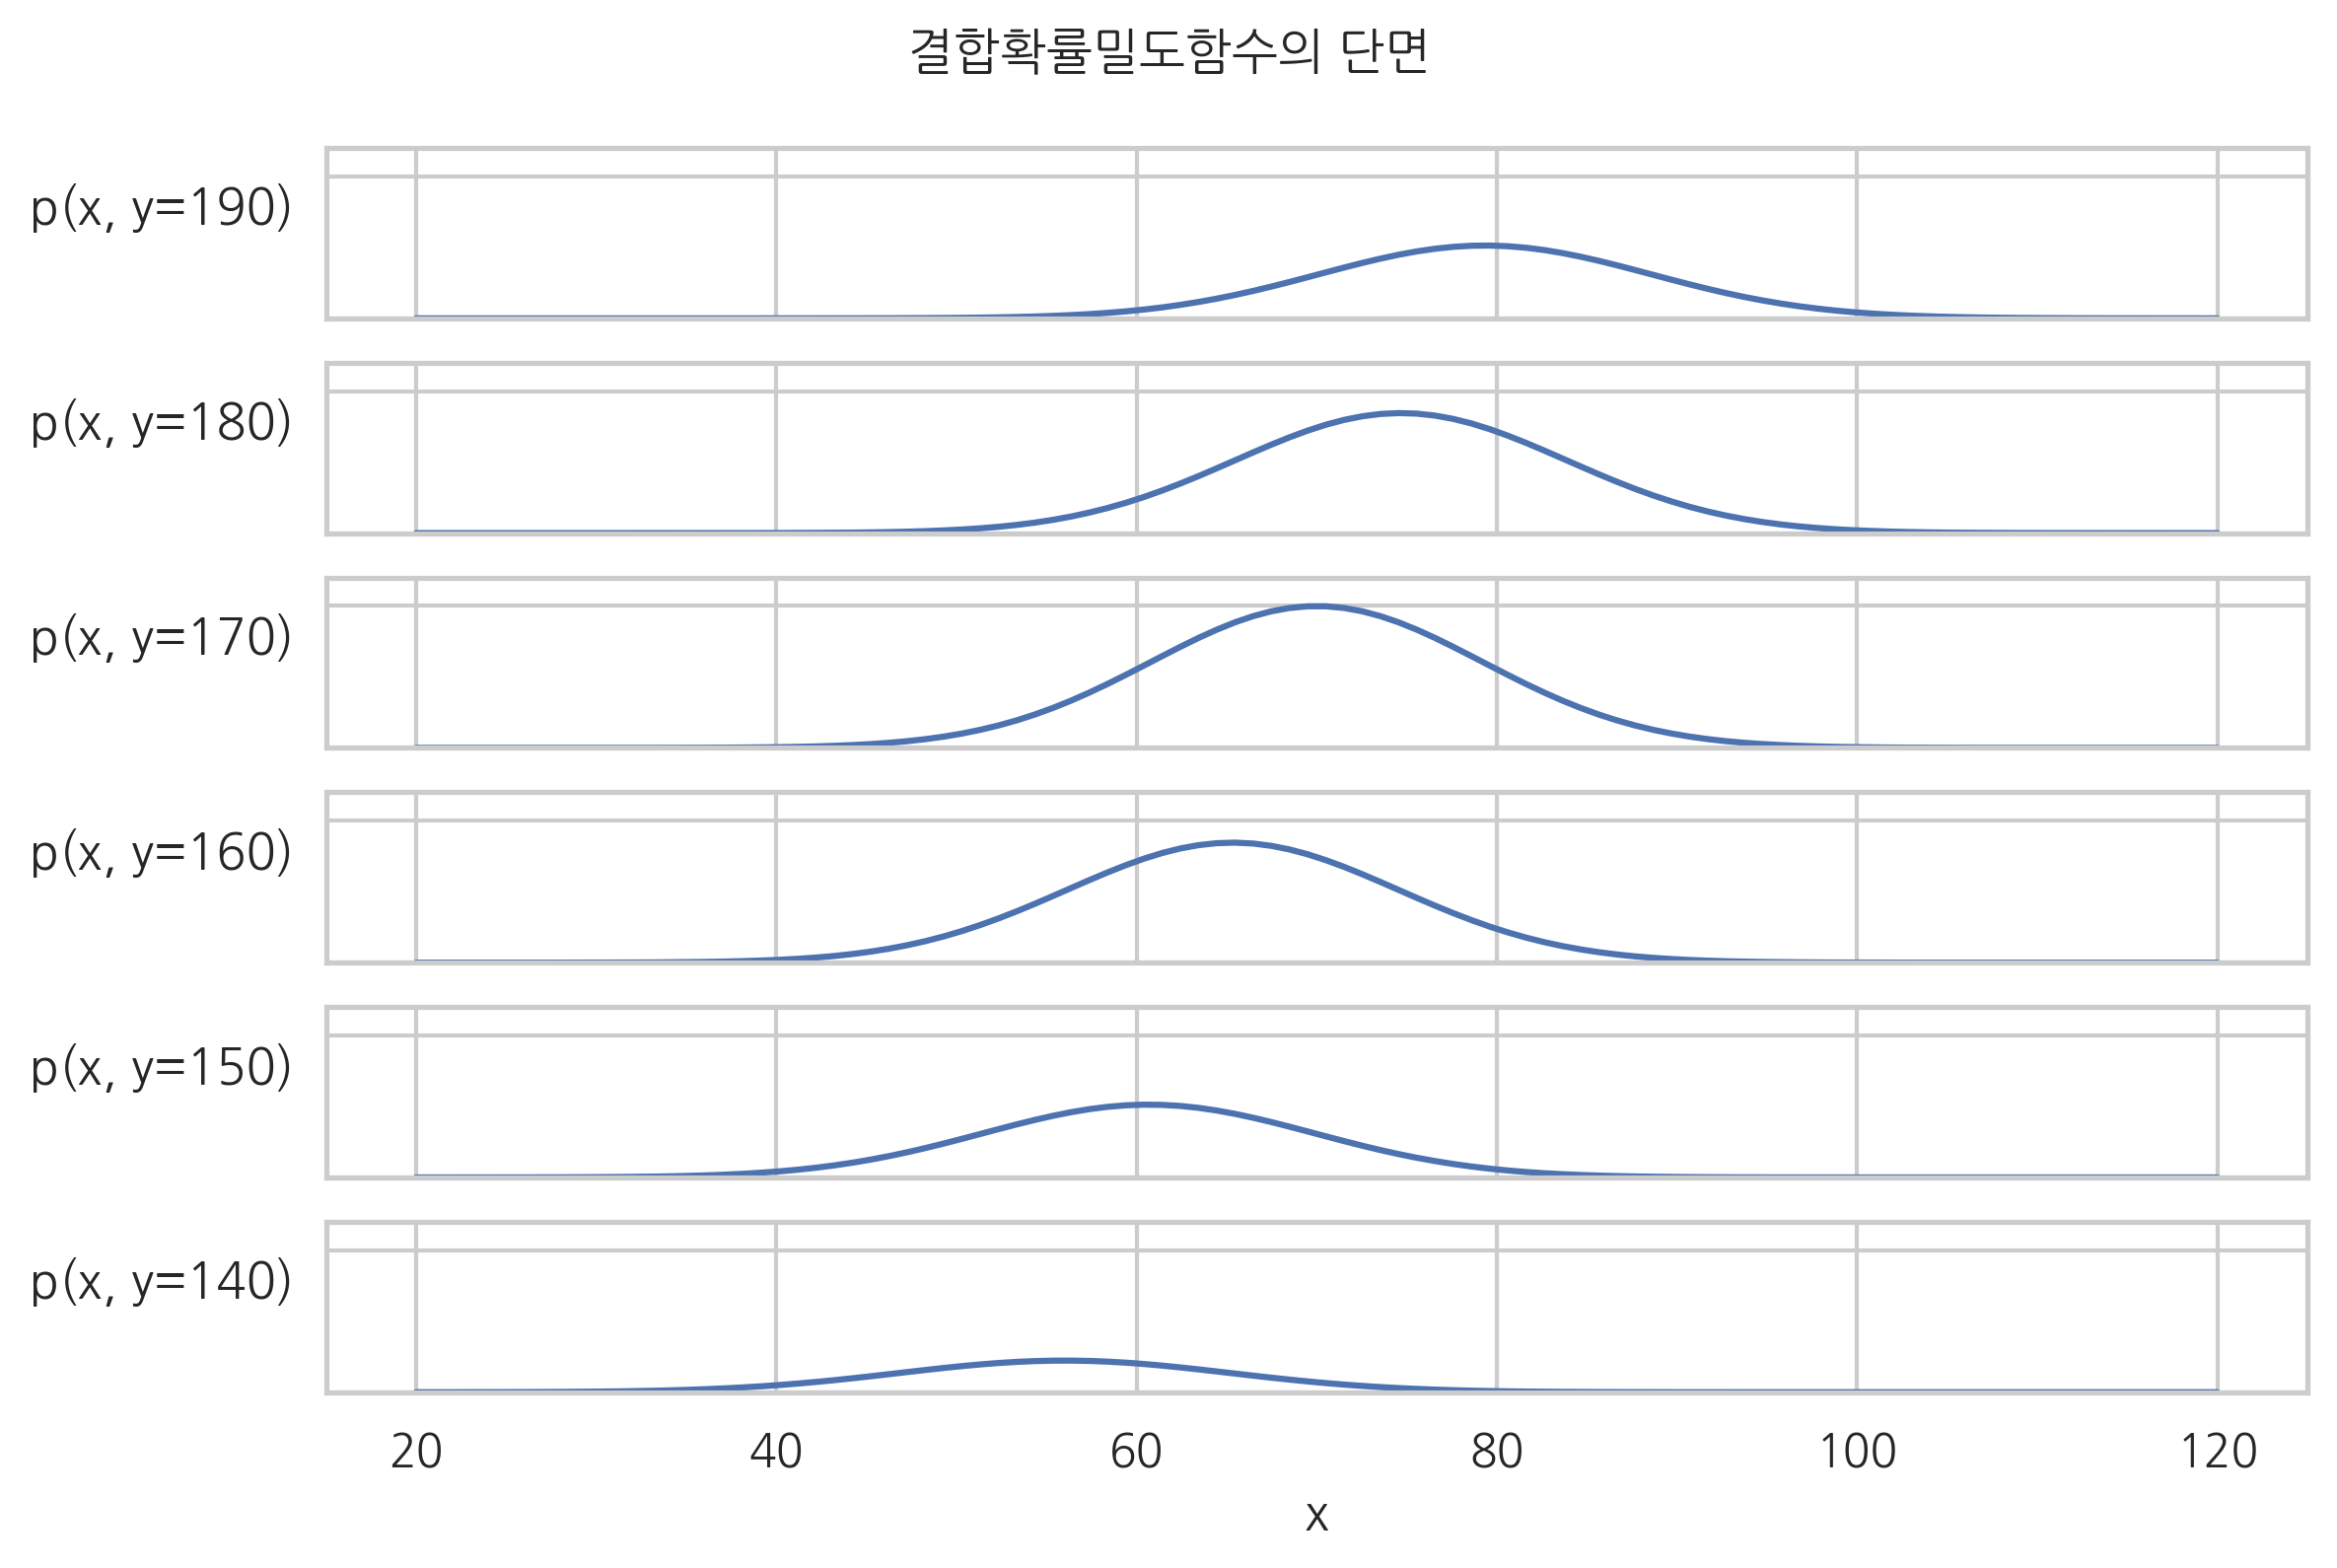 결합확률밀도함수의 단면
p(x, y=190)
p(x, y=180)
p(x, y=170)
p(x, y=160)
p(x, y=150)
p(x, y=140)
20 40 60 80 100 120
x